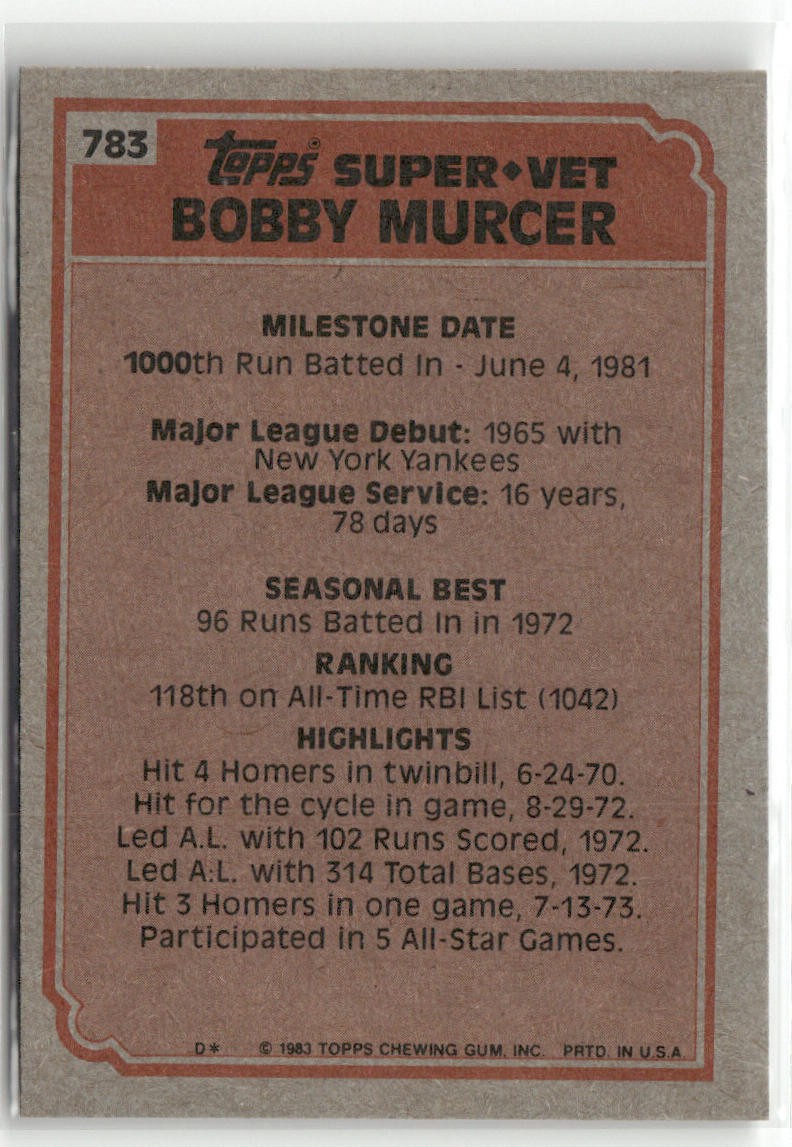 783
Topps® SUPER◆VET
BOBBY MURCER
MILESTONE DATE
1000th Run Batted In - June 4, 1981
Major League Debut: 1965 with
New York Yankees
Major League Service: 16 years,
78 days
SEASONAL BEST
96 Runs Batted In in 1972
RANKING
118th on All-Time RBI List (1042)
HIGHLIGHTS
Hit 4 Homers in twinbill, 6-24-70.
Hit for the cycle in game, 8-29-72.
Led A.L. with 102 Runs Scored, 1972.
Led A.L. with 314 Total Bases, 1972.
Hit 3 Homers in one game, 7-13-73.
Participated in 5 All-Star Games.
D* © 1983 TOPPS CHEWING GUM, INC. PRTD. IN U.S.A.